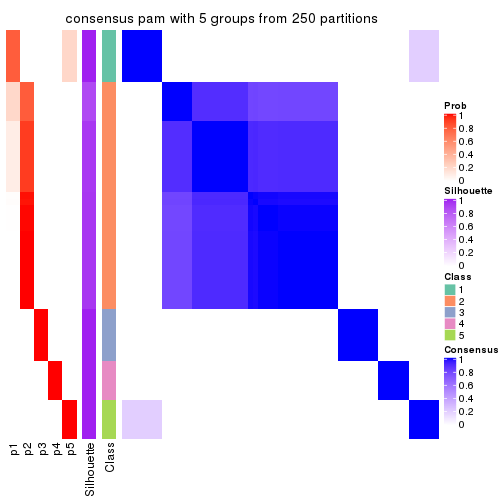 consensus pam with 5 groups from 250 partitions
Prob
1
0.8
0.6
0.4
0.2
0
Silhouette
1
0.8
0.6
0.4
0.2
0
Class
1
2
3
4
5
Consensus
1
0.8
0.6
0.4
0.2
0
p1
p2
p3
p4
p5
Silhouette
Class